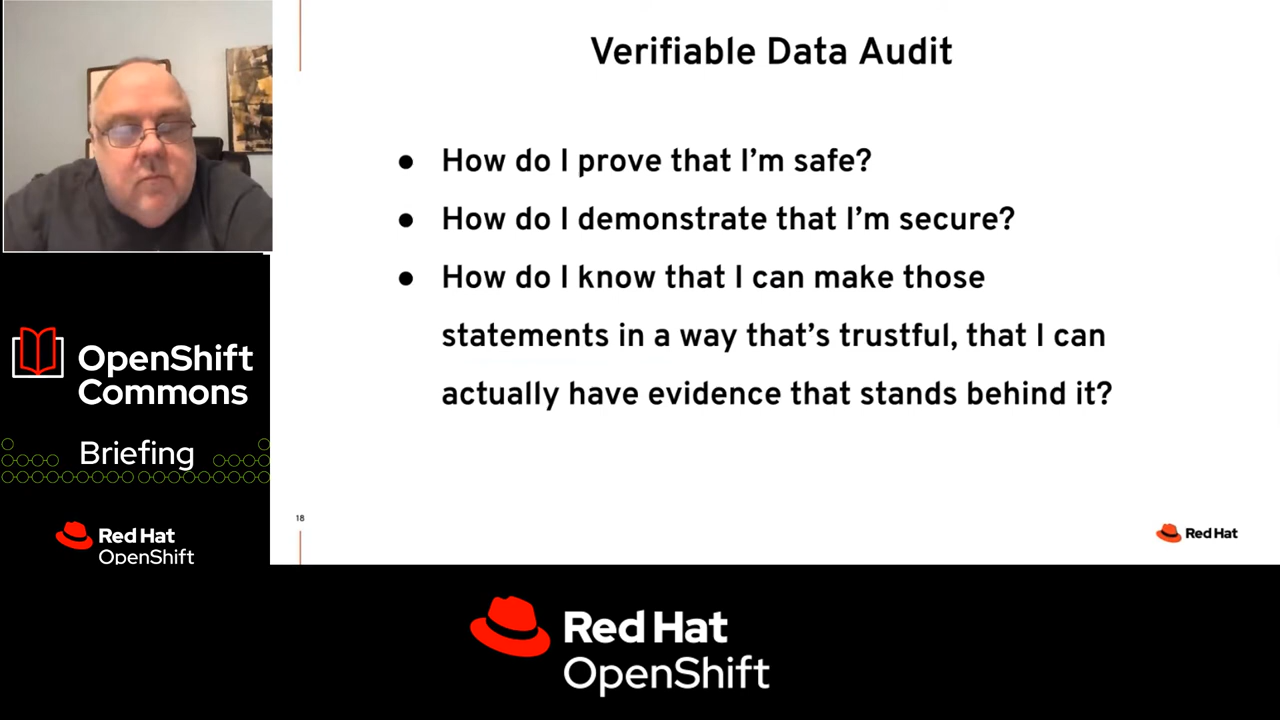 Verifiable Data Audit
● How do I prove that I'm safe?
● How do I demonstrate that I'm secure?
● How do I know that I can make those
statements in a way that's trustful, that I can
actually have evidence that stands behind it?
18
Red Hat
OpenShift
Commons
Briefing
Red Hat
OpenShift
Red Hat
OpenShift